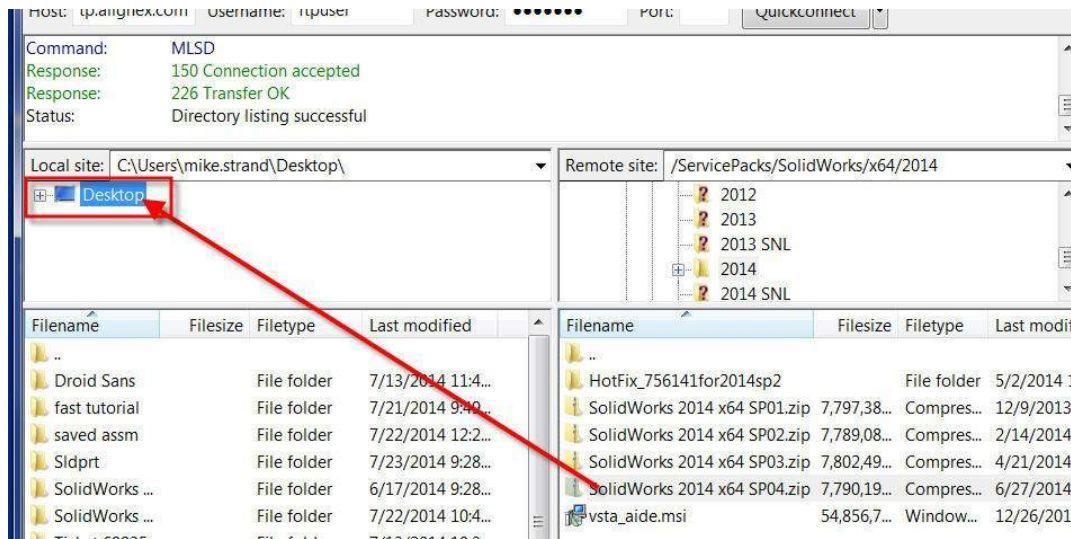 Host: tp.alignex.com Username: ftpuser Password: ●●●●●●● Port: Quickconnect
Command: MLSD
Response: 150 Connection accepted
Response: 226 Transfer OK
Status: Directory listing successful
Local site: C:\Users\mike.strand\Desktop\
Desktop
Remote site: /ServicePacks/SolidWorks/x64/2014
2012
2013
2013 SNL
2014
2014 SNL
Filename Filesize Filetype Last modified
..
Droid Sans File folder 7/13/2014 11:4...
fast tutorial File folder 7/21/2014 9:49...
saved assm File folder 7/22/2014 12:2...
Sldprt File folder 7/23/2014 9:28...
SolidWorks ... File folder 6/17/2014 9:28...
SolidWorks ... File folder 7/22/2014 10:4...
Filename Filesize Filetype Last modif
..
HotFix_756141for2014sp2 File folder 5/2/2014 1
SolidWorks 2014 x64 SP01.zip 7,797,38... Compres... 12/9/2013
SolidWorks 2014 x64 SP02.zip 7,789,08... Compres... 2/14/2014
SolidWorks 2014 x64 SP03.zip 7,802,49... Compres... 4/21/2014
SolidWorks 2014 x64 SP04.zip 7,790,19... Compres... 6/27/2014
vsta_aide.msi 54,856,7... Window... 12/26/201